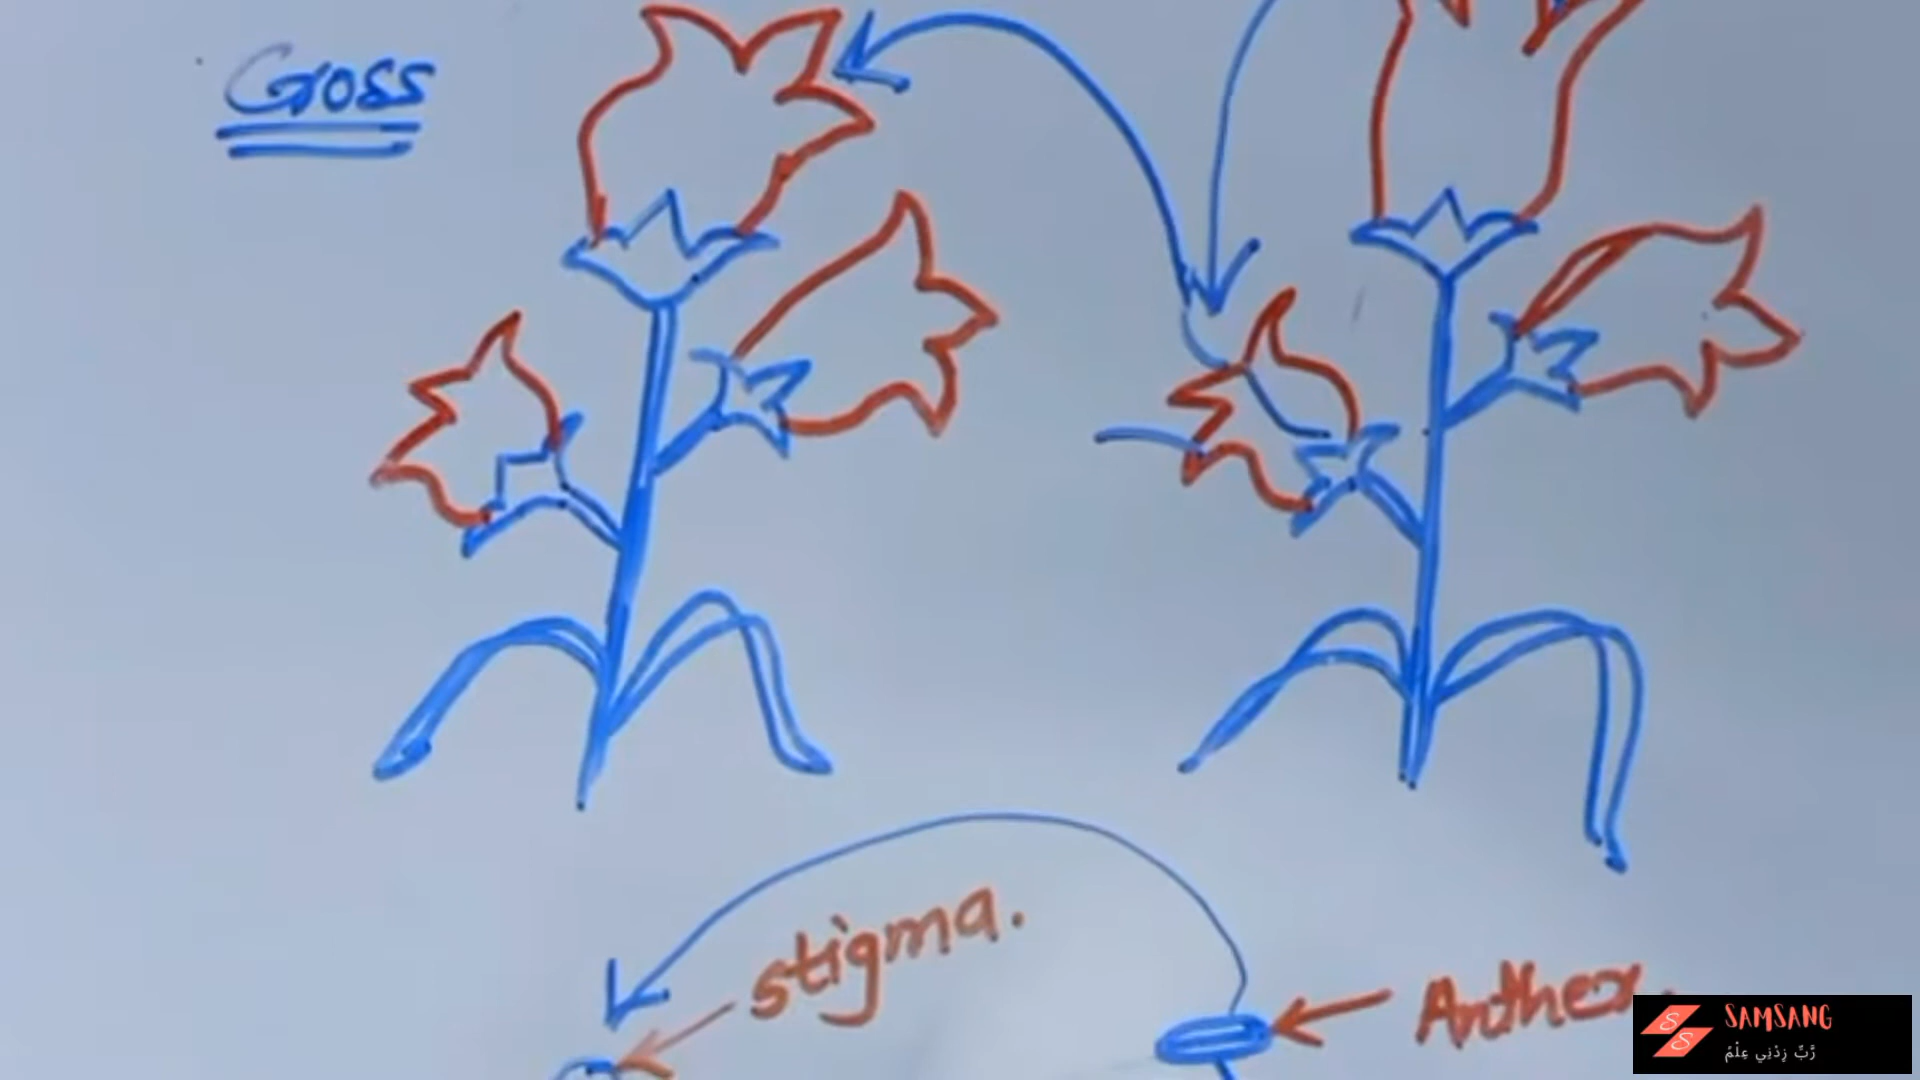 Cross
stigma.
Anther.
SAMSANG
رَّبِّ زِدْنِي عِلْمًا